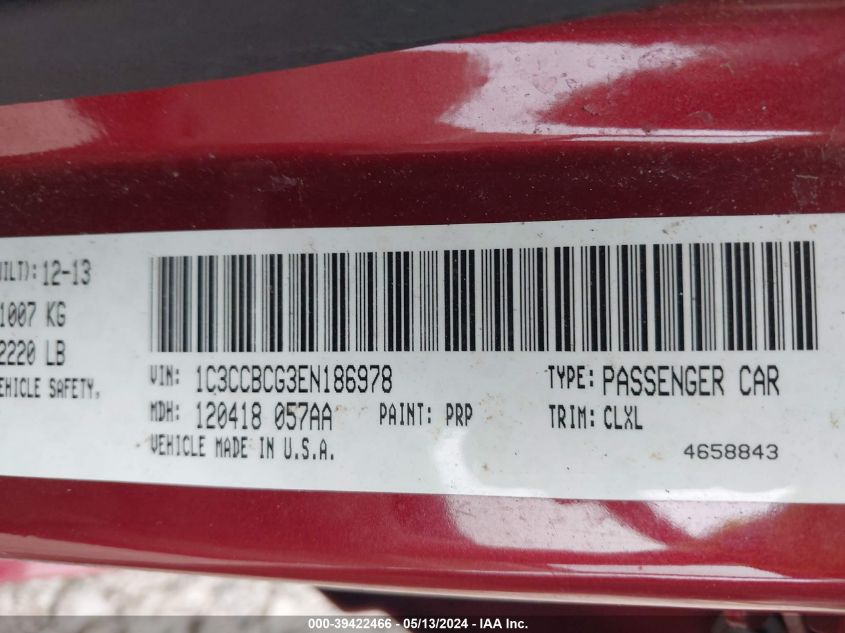 UILT): 12-13
1007 KG
2220 LB
EHICLE SAFETY,
VIN: 1C3CCBCG3EN186978 TYPE: PASSENGER CAR
MDH: 120418 057AA PAINT: PRP TRIM: CLXL
VEHICLE MADE IN U.S.A. 4658843
000-39422466 - 05/13/2024 - IAA Inc.